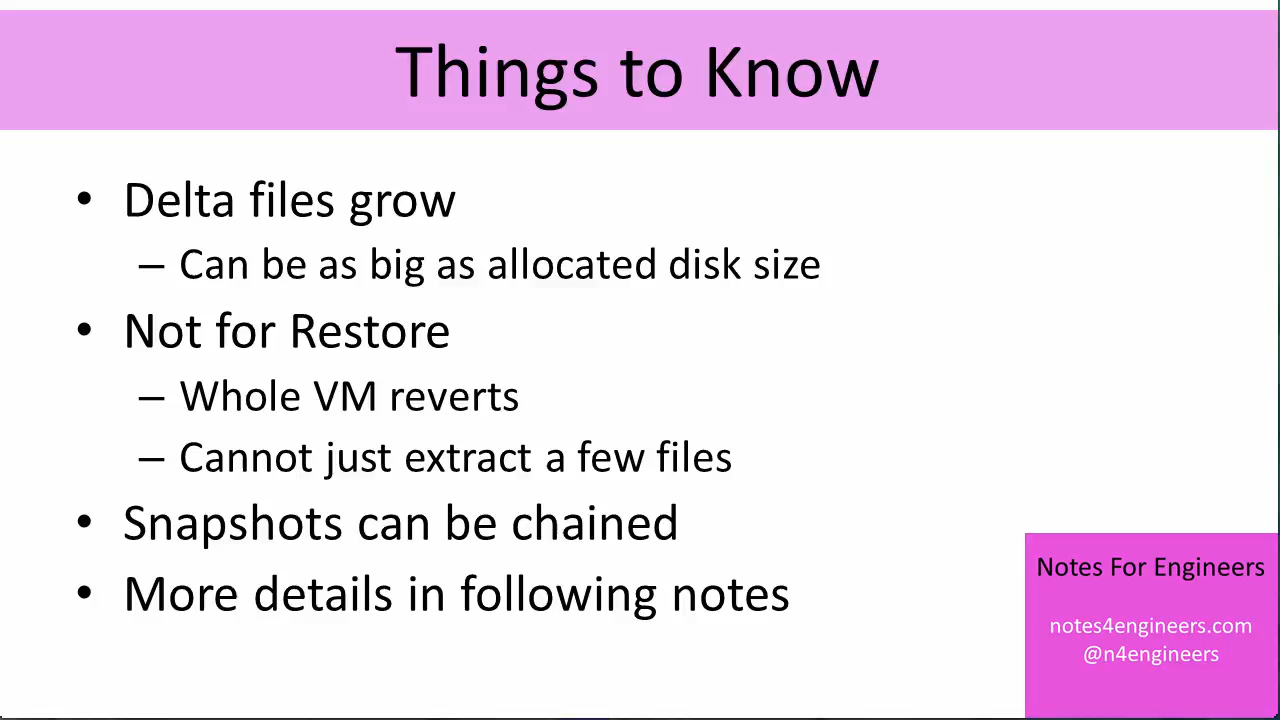 Things to Know
• Delta files grow
– Can be as big as allocated disk size
• Not for Restore
– Whole VM reverts
– Cannot just extract a few files
• Snapshots can be chained
• More details in following notes
Notes For Engineers
notes4engineers.com
@n4engineers